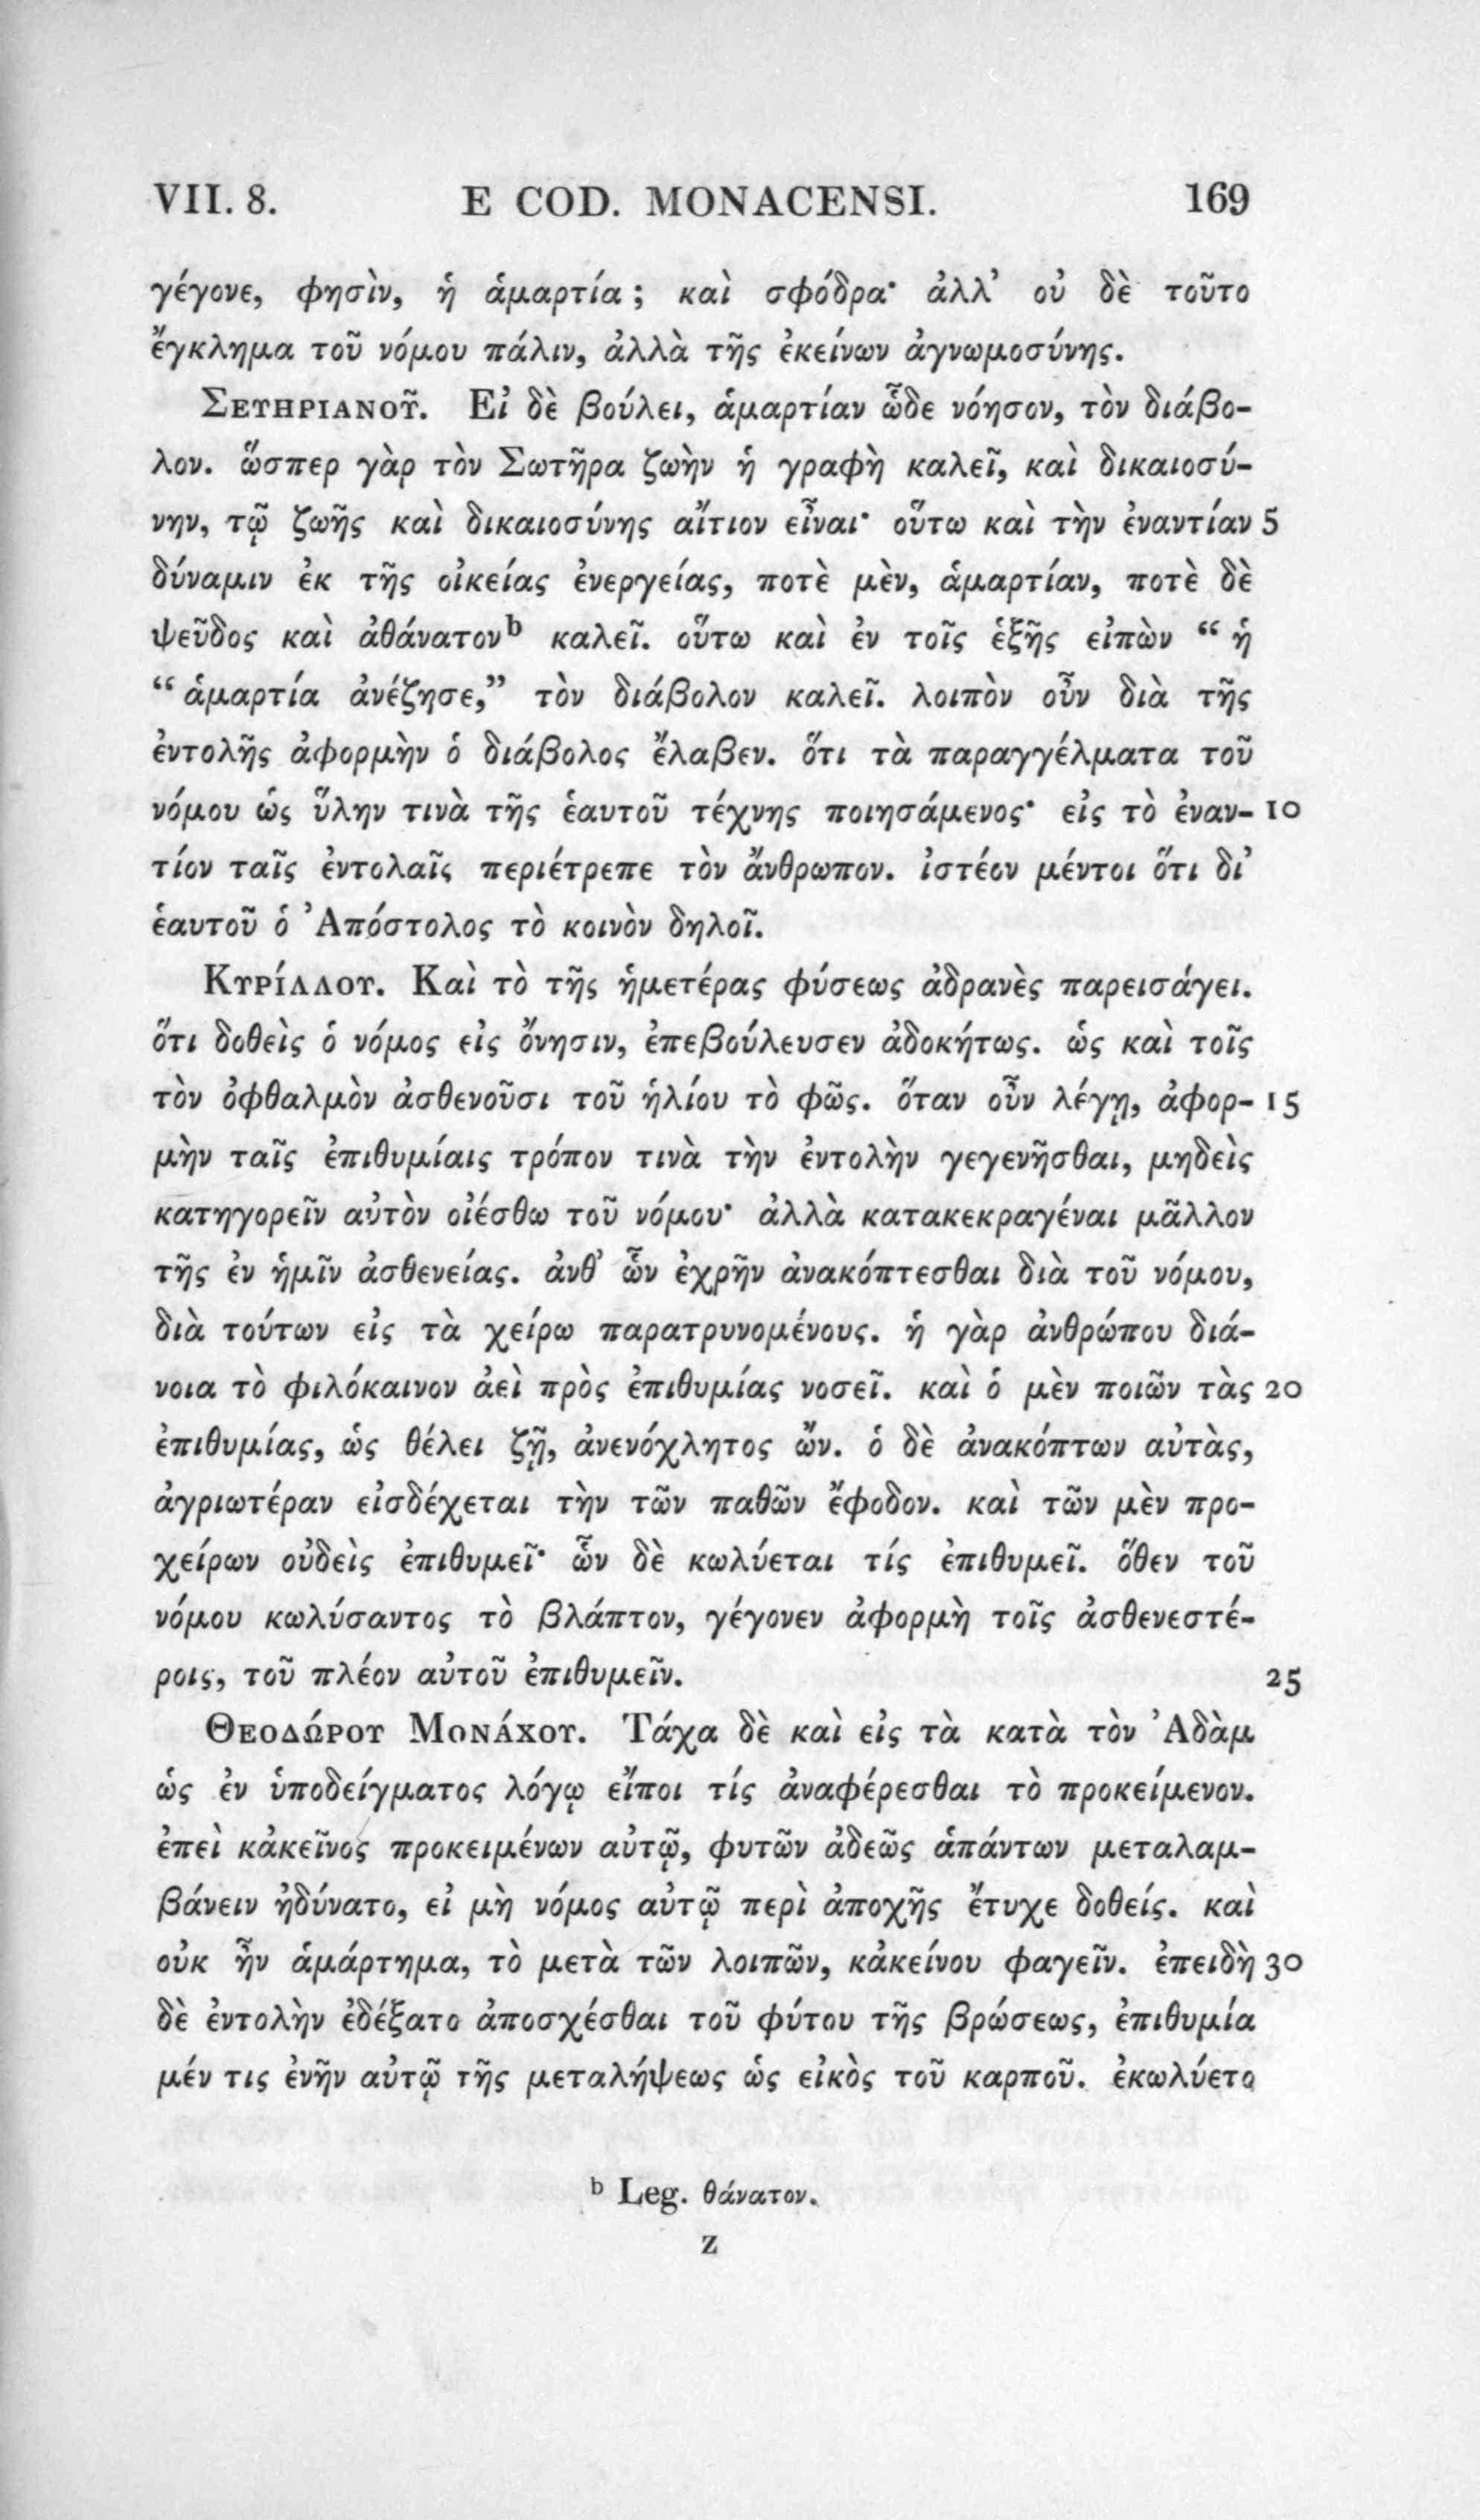 VII. 8. E COD. MONACENSI. 169
γέγονε, φησὶν, ἡ ἁμαρτία; καὶ σφόδρα· ἀλλ’ οὐ δὲ τοῦτο
ἔγκλημα τοῦ νόμου πάλιν, ἀλλὰ τῆς ἐκείνων ἀγνωμοσύνης.
Σευηριανοῦ. Εἰ δὲ βούλει, ἁμαρτίαν ὧδε νόησον, τὸν διάβο-
λον. ὥσπερ γὰρ τὸν Σωτῆρα ζωὴν ἡ γραφὴ καλεῖ, καὶ δικαιοσύ-
νην, τῷ ζωῆς καὶ δικαιοσύνης αἴτιον εἶναι· οὕτω καὶ τὴν ἐναντίαν 5
δύναμιν ἐκ τῆς οἰκείας ἐνεργείας, ποτὲ μὲν, ἁμαρτίαν, ποτὲ δὲ
ψεῦδος καὶ ἀθάνατον b καλεῖ. οὕτω καὶ ἐν τοῖς ἑξῆς εἰπὼν “ ἡ
“ ἁμαρτία ἀνέζησε,” τὸν διάβολον καλεῖ. λοιπὸν οὖν διὰ τῆς
ἐντολῆς ἀφορμὴν ὁ διάβολος ἔλαβεν. ὅτι τὰ παραγγέλματα τοῦ
νόμου ὡς ὕλην τινὰ τῆς ἑαυτοῦ τέχνης ποιησάμενος· εἰς τὸ ἐναν- 10
τίον ταῖς ἐντολαῖς περιέτρεπε τὸν ἄνθρωπον. ἰστέον μέντοι ὅτι δι’
ἑαυτοῦ ὁ Ἀπόστολος τὸ κοινὸν δηλοῖ.
Κυρίλλου. Καὶ τὸ τῆς ἡμετέρας φύσεως ἀδρανὲς παρεισάγει.
ὅτι δοθεὶς ὁ νόμος εἰς ὄνησιν, ἐπεβούλευσεν ἀδοκήτως. ὡς καὶ τοῖς
τὸν ὀφθαλμὸν ἀσθενοῦσι τοῦ ἡλίου τὸ φῶς. ὅταν οὖν λέγῃ, ἀφορ- 15
μὴν ταῖς ἐπιθυμίαις τρόπον τινὰ τὴν ἐντολὴν γεγενῆσθαι, μηδεὶς
κατηγορεῖν αὐτὸν οἰέσθω τοῦ νόμου· ἀλλὰ κατακεκραγέναι μᾶλλον
τῆς ἐν ἡμῖν ἀσθενείας. ἀνθ’ ὧν ἐχρῆν ἀνακόπτεσθαι διὰ τοῦ νόμου,
διὰ τούτων εἰς τὰ χείρω παρατρυνομένους. ἡ γὰρ ἀνθρώπου διά-
νοια τὸ φιλόκαινον ἀεὶ πρὸς ἐπιθυμίας νοσεῖ. καὶ ὁ μὲν ποιῶν τὰς 20
ἐπιθυμίας, ὡς θέλει ζῇ, ἀνενόχλητος ὤν. ὁ δὲ ἀνακόπτων αὐτὰς,
ἀγριωτέραν εἰσδέχεται τὴν τῶν παθῶν ἔφοδον. καὶ τῶν μὲν προ-
χείρων οὐδεὶς ἐπιθυμεῖ· ὧν δὲ κωλύεται τίς ἐπιθυμεῖ. ὅθεν τοῦ
νόμου κωλύσαντος τὸ βλάπτον, γέγονεν ἀφορμὴ τοῖς ἀσθενεστέ-
ροις, τοῦ πλέον αὐτοῦ ἐπιθυμεῖν. 25
Θεοδώρου Μονάχου. Τάχα δὲ καὶ εἰς τὰ κατὰ τὸν Ἀδὰμ
ὡς ἐν ὑποδείγματος λόγῳ εἴποι τίς ἀναφέρεσθαι τὸ προκείμενον.
ἐπεὶ κἀκεῖνος προκειμένων αὐτῷ, φυτῶν ἀδεῶς ἁπάντων μεταλαμ-
βάνειν ἠδύνατο, εἰ μὴ νόμος αὐτῷ περὶ ἀποχῆς ἔτυχε δοθείς. καὶ
οὐκ ἦν ἁμάρτημα, τὸ μετὰ τῶν λοιπῶν, κἀκείνου φαγεῖν. ἐπειδὴ 30
δὲ ἐντολὴν ἐδέξατο ἀποσχέσθαι τοῦ φύτου τῆς βρώσεως, ἐπιθυμία
μέν τις ἐνῆν αὐτῷ τῆς μεταλήψεως ὡς εἰκὸς τοῦ καρποῦ. ἐκωλύετο
b Leg. θάνατον.
z